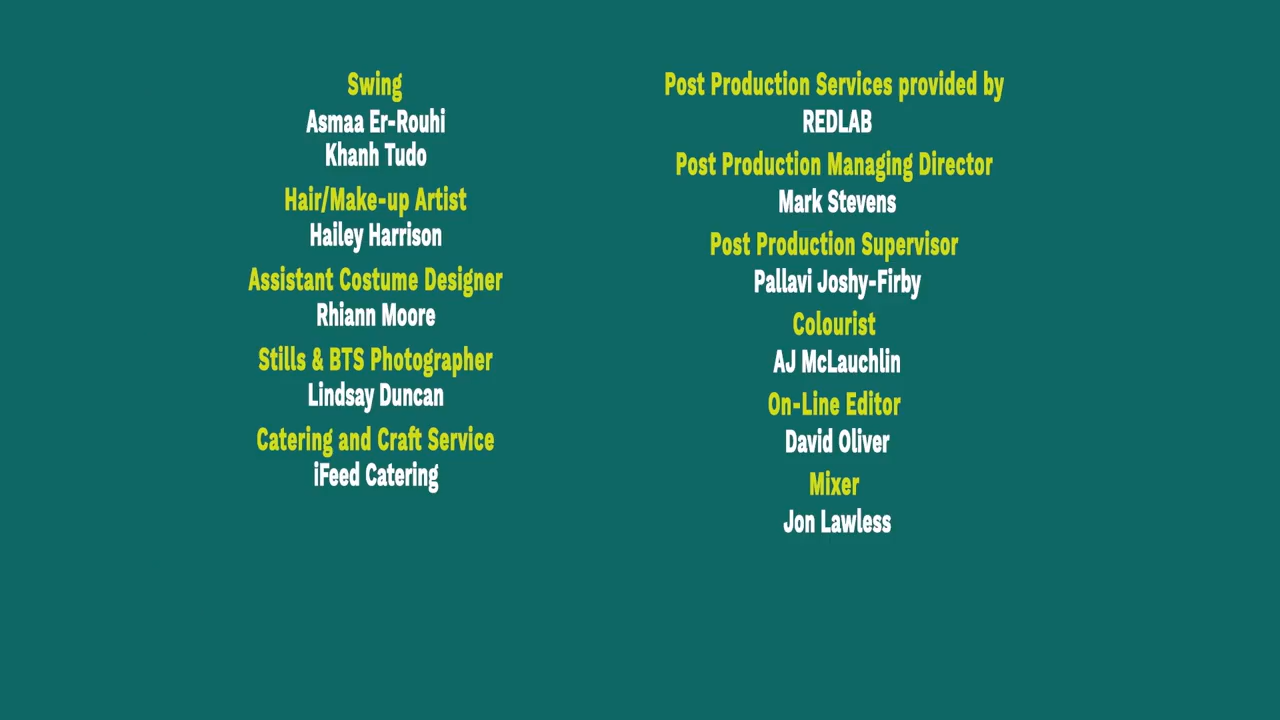 Swing
Asmaa Er-Rouhi
Khanh Tudo
Hair/Make-up Artist
Hailey Harrison
Assistant Costume Designer
Rhiann Moore
Stills & BTS Photographer
Lindsay Duncan
Catering and Craft Service
iFeed Catering
Post Production Services provided by
REDLAB
Post Production Managing Director
Mark Stevens
Post Production Supervisor
Pallavi Joshy-Firby
Colourist
AJ McLauchlin
On-Line Editor
David Oliver
Mixer
Jon Lawless